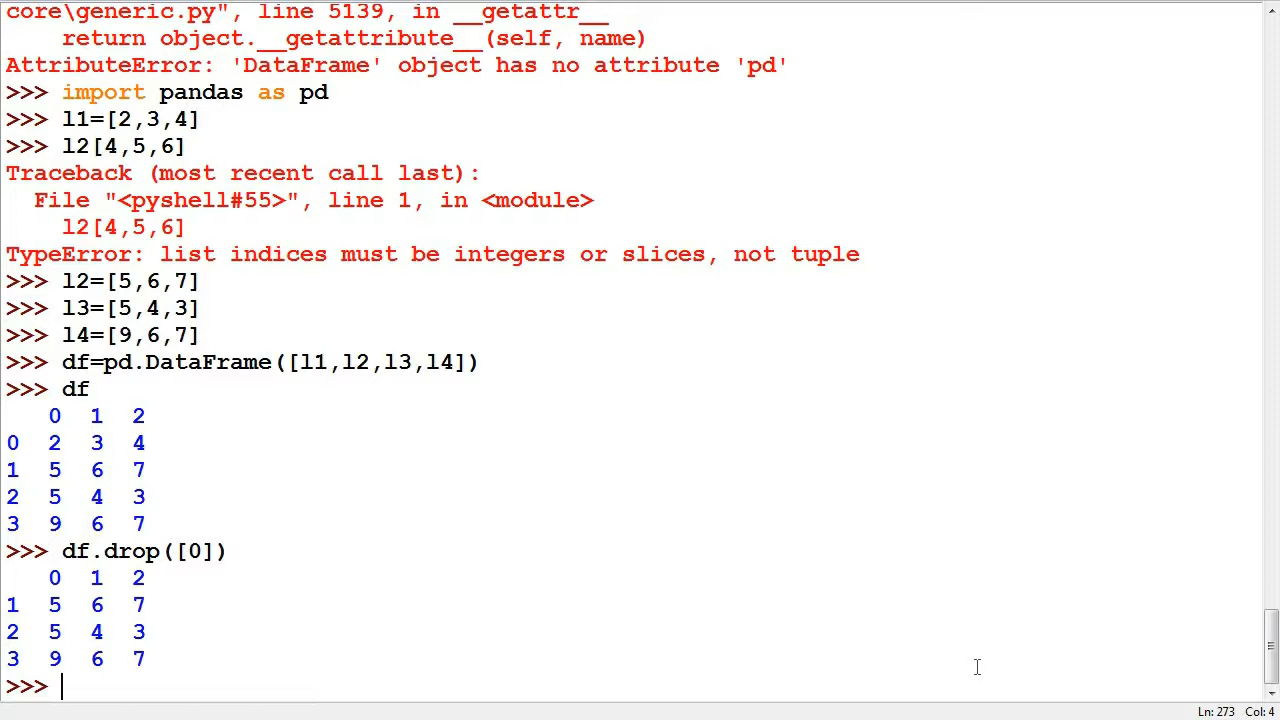 core\generic.py", line 5139, in __getattr__
    return object.__getattribute__(self, name)
AttributeError: 'DataFrame' object has no attribute 'pd'
>>> import pandas as pd
>>> l1=[2,3,4]
>>> l2[4,5,6]
Traceback (most recent call last):
  File "<pyshell#55>", line 1, in <module>
    l2[4,5,6]
TypeError: list indices must be integers or slices, not tuple
>>> l2=[5,6,7]
>>> l3=[5,4,3]
>>> l4=[9,6,7]
>>> df=pd.DataFrame([l1,l2,l3,l4])
>>> df
   0  1  2
0  2  3  4
1  5  6  7
2  5  4  3
3  9  6  7
>>> df.drop([0])
   0  1  2
1  5  6  7
2  5  4  3
3  9  6  7
>>>
Ln: 273 Col: 4